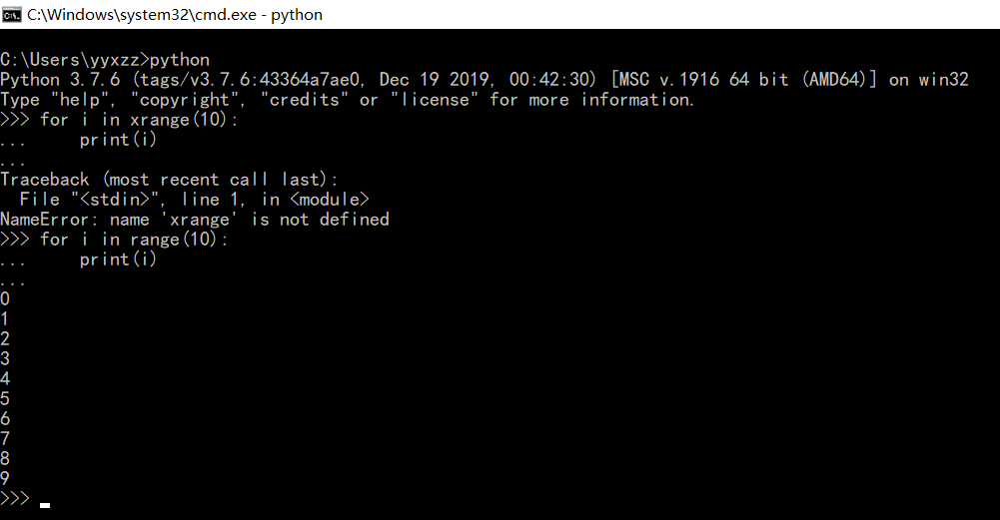 C:\Windows\system32\cmd.exe - python
C:\Users\yyxzz>python
Python 3.7.6 (tags/v3.7.6:43364a7ae0, Dec 19 2019, 00:42:30) [MSC v.1916 64 bit (AMD64)] on win32
Type "help", "copyright", "credits" or "license" for more information.
>>> for i in xrange(10):
...     print(i)
...
Traceback (most recent call last):
  File "<stdin>", line 1, in <module>
NameError: name 'xrange' is not defined
>>> for i in range(10):
...     print(i)
...
0
1
2
3
4
5
6
7
8
9
>>>